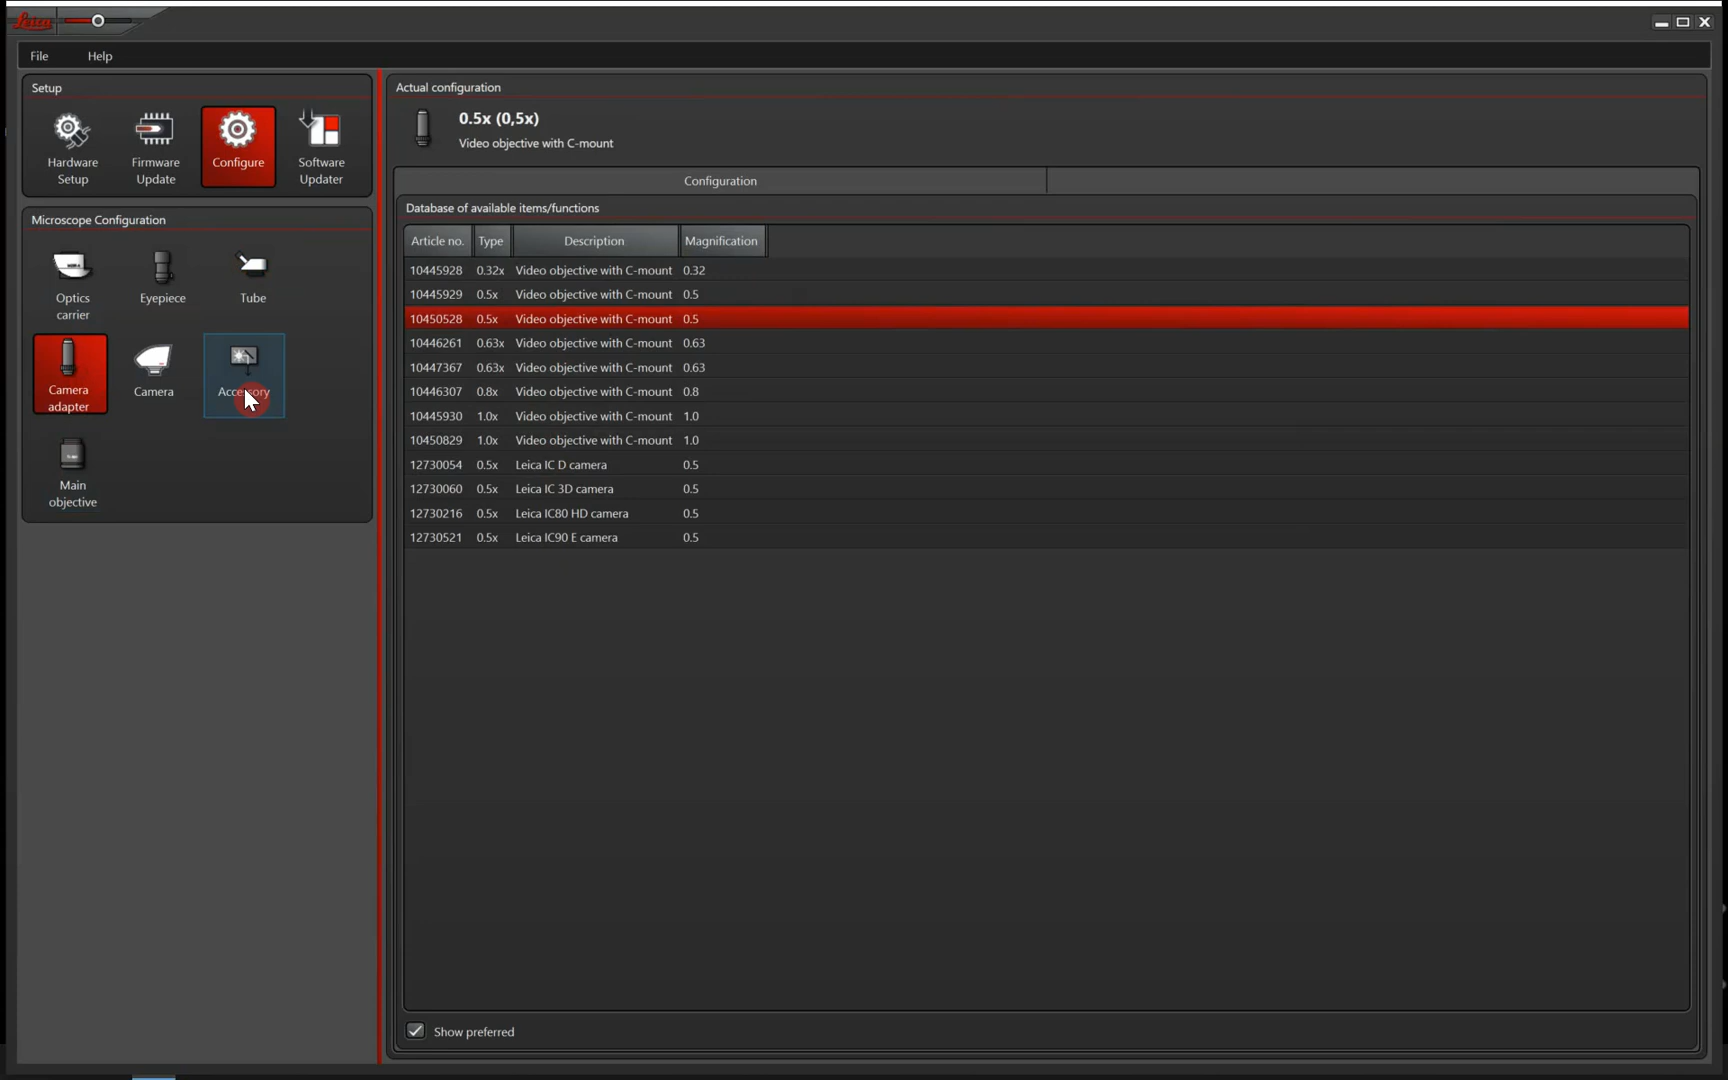 Leica
File Help
Setup
Hardware Setup
Firmware Update
Configure
Software Updater
Microscope Configuration
Optics carrier
Eyepiece
Tube
Camera adapter
Camera
Accessory
Main objective
Actual configuration
0.5x (0,5x)
Video objective with C-mount
Configuration
Database of available items/functions
Article no. Type Description Magnification
10445928 0.32x Video objective with C-mount 0.32
10445929 0.5x Video objective with C-mount 0.5
10450528 0.5x Video objective with C-mount 0.5
10446261 0.63x Video objective with C-mount 0.63
10447367 0.63x Video objective with C-mount 0.63
10446307 0.8x Video objective with C-mount 0.8
10445930 1.0x Video objective with C-mount 1.0
10450829 1.0x Video objective with C-mount 1.0
12730054 0.5x Leica IC D camera 0.5
12730060 0.5x Leica IC 3D camera 0.5
12730216 0.5x Leica IC80 HD camera 0.5
12730521 0.5x Leica IC90 E camera 0.5
Show preferred